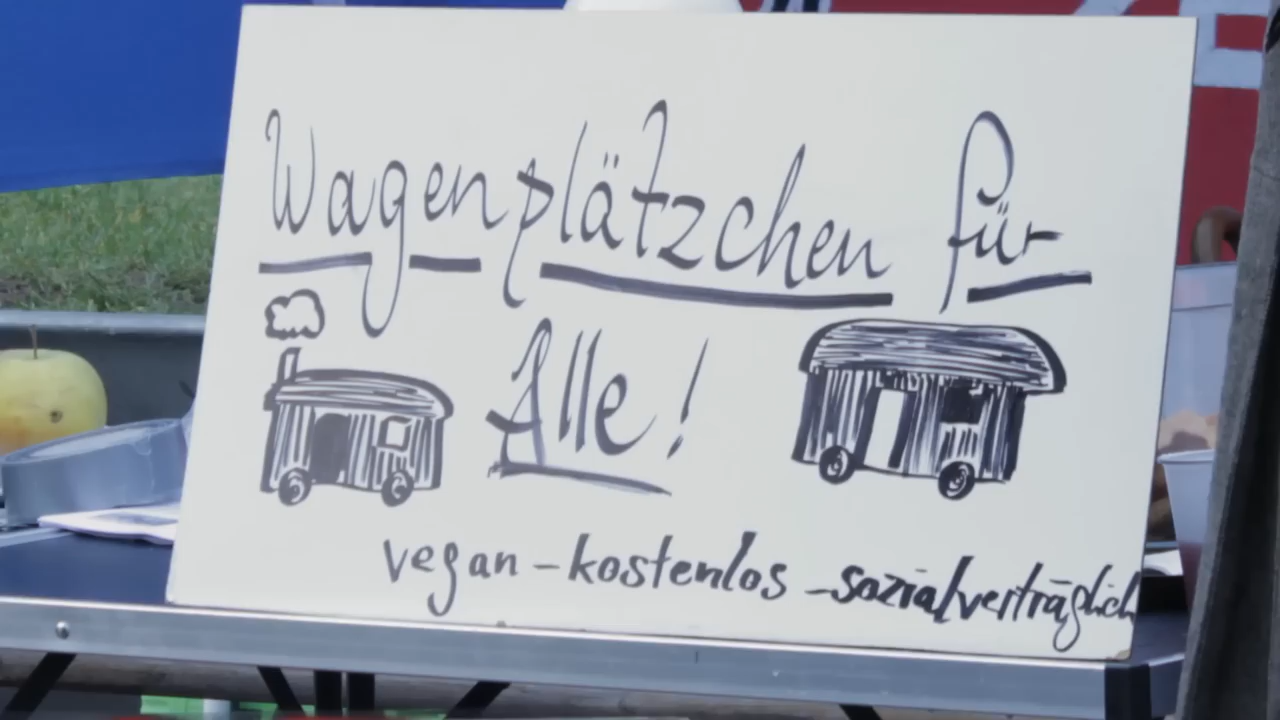 Wagenplätzchen für
Alle!
vegan - kostenlos - sozialverträglich